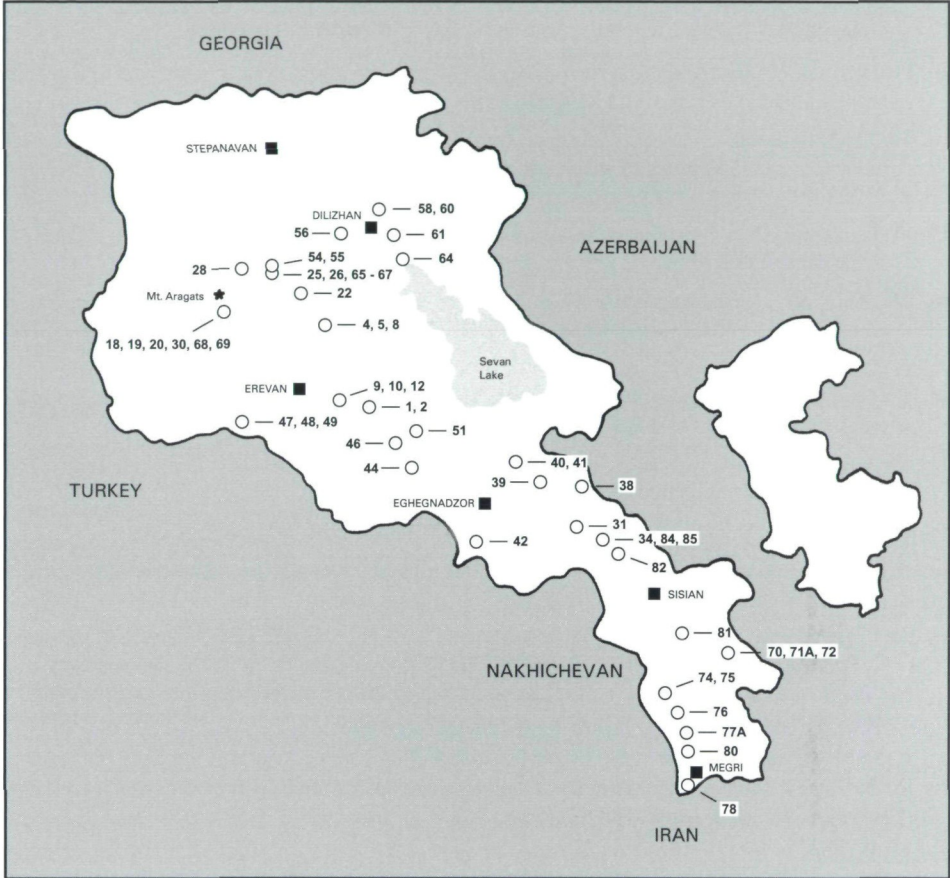 GEORGIA
STEPANAVAN
58, 60
DILIZHAN
56
61
AZERBAIJAN
54, 55
64
28
25, 26, 65 - 67
Mt. Aragats
22
4, 5, 8
18, 19, 20, 30, 68, 69
Sevan
Lake
EREVAN
9, 10, 12
1, 2
47, 48, 49
51
46
40, 41
44
39
38
TURKEY
EGHEGNADZOR
31
42
34, 84, 85
82
SISIAN
81
70, 71A, 72
NAKHICHEVAN
74, 75
76
77A
80
MEGRI
78
IRAN